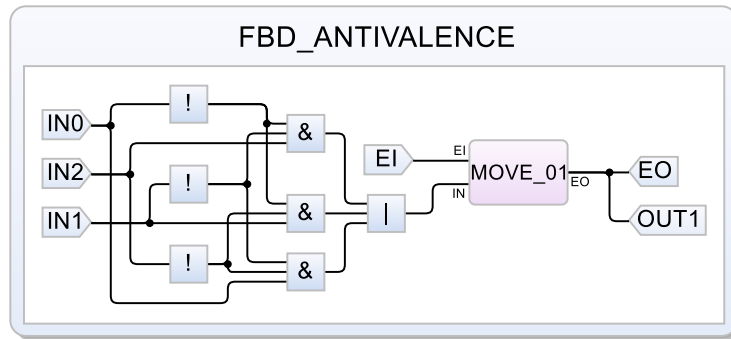 FBD_ANTIVALENCE
!
IN0
&
EI
EI
MOVE_01
EO
EO
IN2
IN
!
IN1
&
|
OUT1
!
&